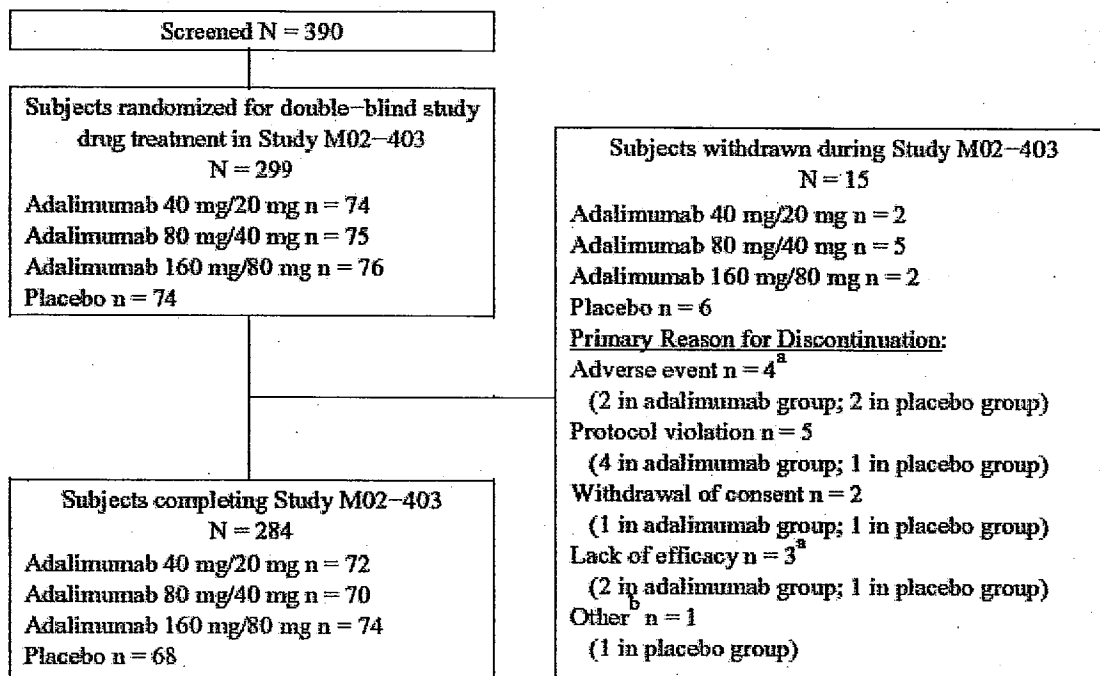 Screened N = 390
Subjects randomized for double-blind study
drug treatment in Study M02-403
N = 299
Adalimumab 40 mg/20 mg n = 74
Adalimumab 80 mg/40 mg n = 75
Adalimumab 160 mg/80 mg n = 76
Placebo n = 74
Subjects withdrawn during Study M02-403
N = 15
Adalimumab 40 mg/20 mg n = 2
Adalimumab 80 mg/40 mg n = 5
Adalimumab 160 mg/80 mg n = 2
Placebo n = 6
Primary Reason for Discontinuation:
Adverse event n = 4a
(2 in adalimumab group; 2 in placebo group)
Protocol violation n = 5
(4 in adalimumab group; 1 in placebo group)
Withdrawal of consent n = 2
(1 in adalimumab group; 1 in placebo group)
Lack of efficacy n = 3a
(2 in adalimumab group; 1 in placebo group)
Otherb n = 1
(1 in placebo group)
Subjects completing Study M02-403
N = 284
Adalimumab 40 mg/20 mg n = 72
Adalimumab 80 mg/40 mg n = 70
Adalimumab 160 mg/80 mg n = 74
Placebo n = 68